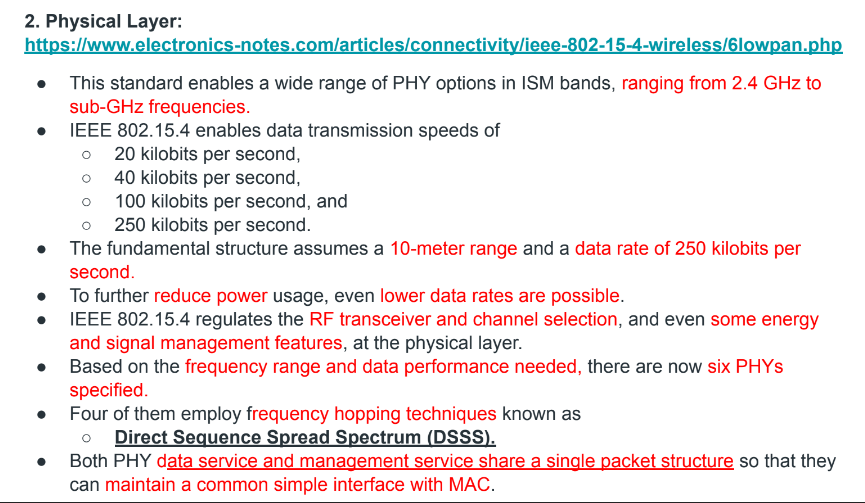 2. Physical Layer:
https://www.electronics-notes.com/articles/connectivity/ieee-802-15-4-wireless/6lowpan.php
● This standard enables a wide range of PHY options in ISM bands, ranging from 2.4 GHz to
sub-GHz frequencies.
● IEEE 802.15.4 enables data transmission speeds of
○ 20 kilobits per second,
○ 40 kilobits per second,
○ 100 kilobits per second, and
○ 250 kilobits per second.
● The fundamental structure assumes a 10-meter range and a data rate of 250 kilobits per
second.
● To further reduce power usage, even lower data rates are possible.
● IEEE 802.15.4 regulates the RF transceiver and channel selection, and even some energy
and signal management features, at the physical layer.
● Based on the frequency range and data performance needed, there are now six PHYs
specified.
● Four of them employ frequency hopping techniques known as
○ Direct Sequence Spread Spectrum (DSSS).
● Both PHY data service and management service share a single packet structure so that they
can maintain a common simple interface with MAC.